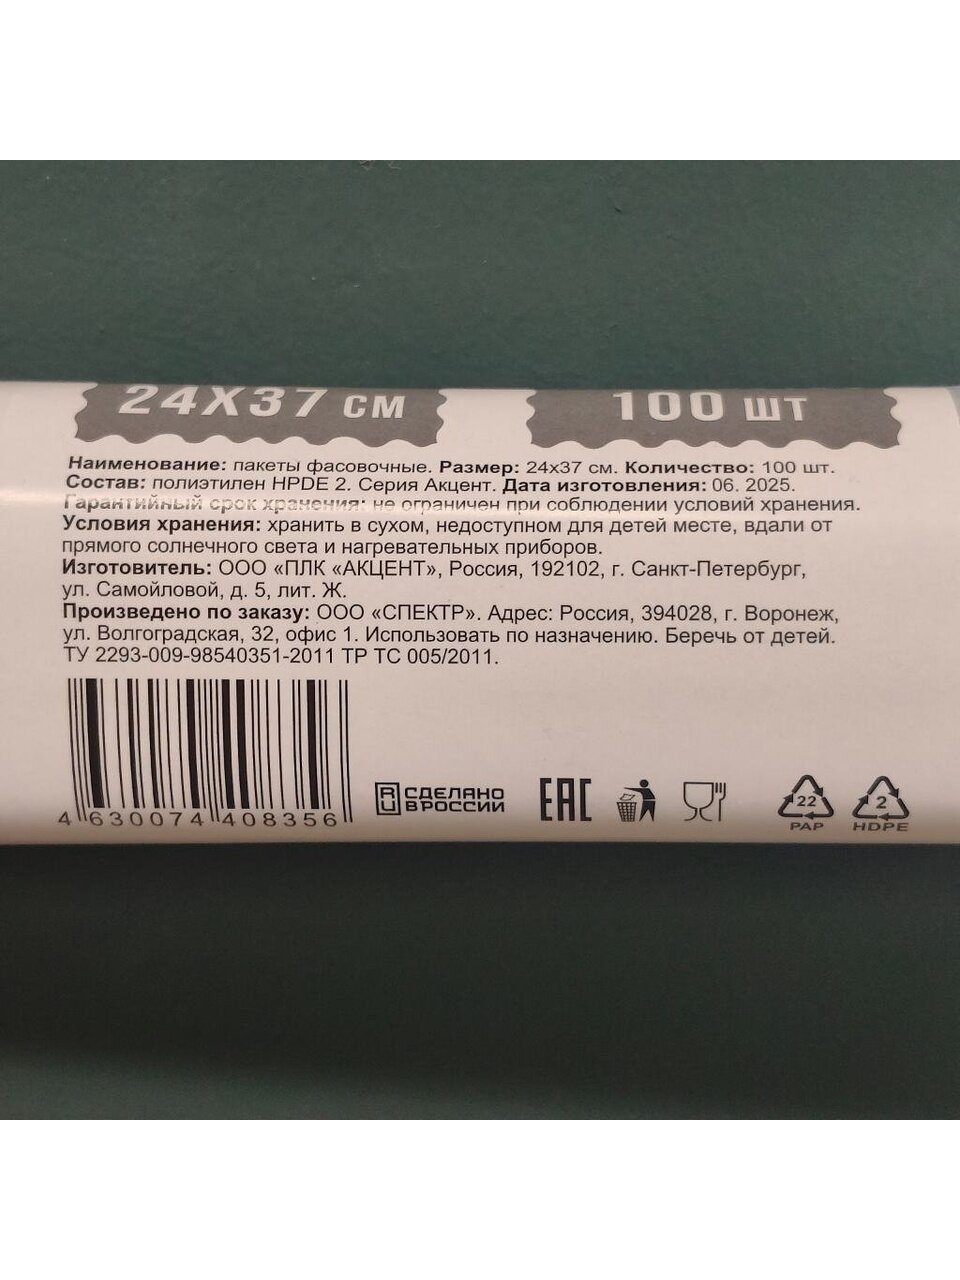 24X37 СМ
100 ШТ
Наименование: пакеты фасовочные. Размер: 24х37 см. Количество: 100 шт.
Состав: полиэтилен HPDE 2. Серия Акцент. Дата изготовления: 06. 2025.
Гарантийный срок хранения: не ограничен при соблюдении условий хранения.
Условия хранения: хранить в сухом, недоступном для детей месте, вдали от
прямого солнечного света и нагревательных приборов.
Изготовитель: ООО «ПЛК «АКЦЕНТ», Россия, 192102, г. Санкт-Петербург,
ул. Самойловой, д. 5, лит. Ж.
Произведено по заказу: ООО «СПЕКТР». Адрес: Россия, 394028, г. Воронеж,
ул. Волгоградская, 32, офис 1. Использовать по назначению. Беречь от детей.
ТУ 2293-009-98540351-2011 ТР ТС 005/2011.
4 630074 408356
RU СДЕЛАНО
В РОССИИ
EAC
22
PAP
2
HDPE